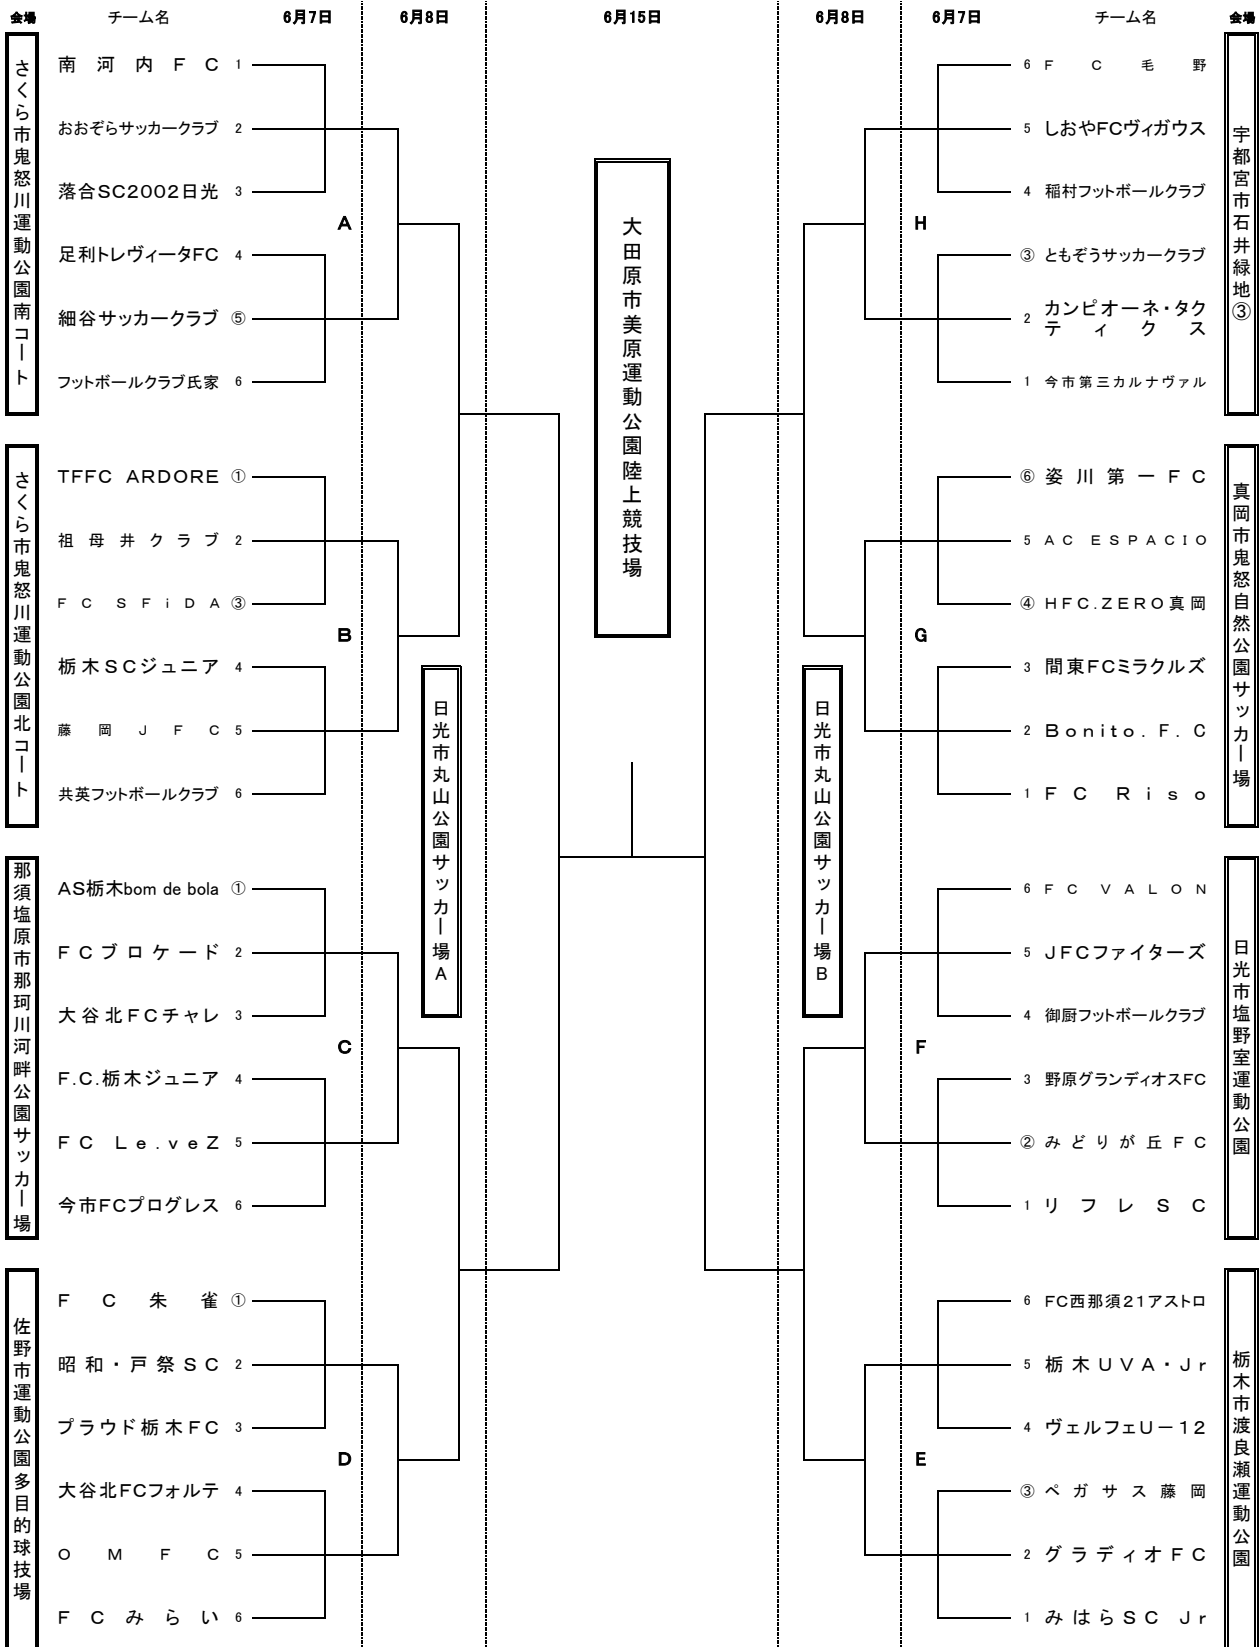 会場 チーム名 6月7日 6月8日 6月15日 6月8日 6月7日 チーム名 会場
さくら市鬼怒川運動公園南コート
南河内FC 1
おおぞらサッカークラブ 2
落合SC2002日光 3
A
足利トレヴィータFC 4
細谷サッカークラブ ⑤
フットボールクラブ氏家 6
さくら市鬼怒川運動公園北コート
TFFC ARDORE ①
祖母井クラブ 2
FC SFiDA ③
B
栃木SCジュニア 4
藤岡JFC 5
共英フットボールクラブ 6
那須塩原市那珂川河畔公園サッカー場
AS栃木bom de bola ①
FCブロケード 2
大谷北FCチャレ 3
C
F.C.栃木ジュニア 4
FC Le.veZ 5
今市FCプログレス 6
佐野市運動公園多目的球技場
FC朱雀 ①
昭和・戸祭SC 2
プラウド栃木FC 3
D
大谷北FCフォルテ 4
OMFC 5
FCみらい 6
日光市丸山公園サッカー場A
大田原市美原運動公園陸上競技場
日光市丸山公園サッカー場B
6 FC毛野
5 しおやFCヴィガウス
4 稲村フットボールクラブ
H
③ ともぞうサッカークラブ
2 カンピオーネ・タク
ティクス
1 今市第三カルナヴァル
宇都宮市石井緑地③
⑥ 姿川第一FC
5 AC ESPACIO
④ HFC.ZERO真岡
G
3 間東FCミラクルズ
2 Bonito.F.C
1 FC Riso
真岡市鬼怒自然公園サッカー場
6 FC VALON
5 JFCファイターズ
4 御厨フットボールクラブ
F
3 野原グランディオスFC
② みどりが丘FC
1 リフレSC
日光市塩野室運動公園
6 FC西那須21アストロ
5 栃木UVA・Jr
4 ヴェルフェU-12
E
③ ペガサス藤岡
2 グラディオFC
1 みはらSC Jr
栃木市渡良瀬運動公園